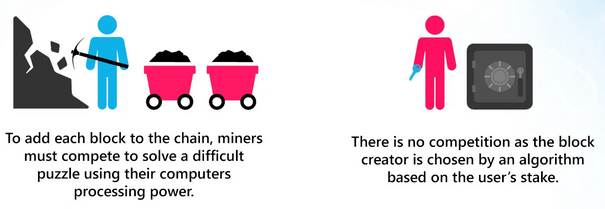 To add each block to the chain, miners
must compete to solve a difficult
puzzle using their computers
processing power.
There is no competition as the block
creator is chosen by an algorithm
based on the user's stake.